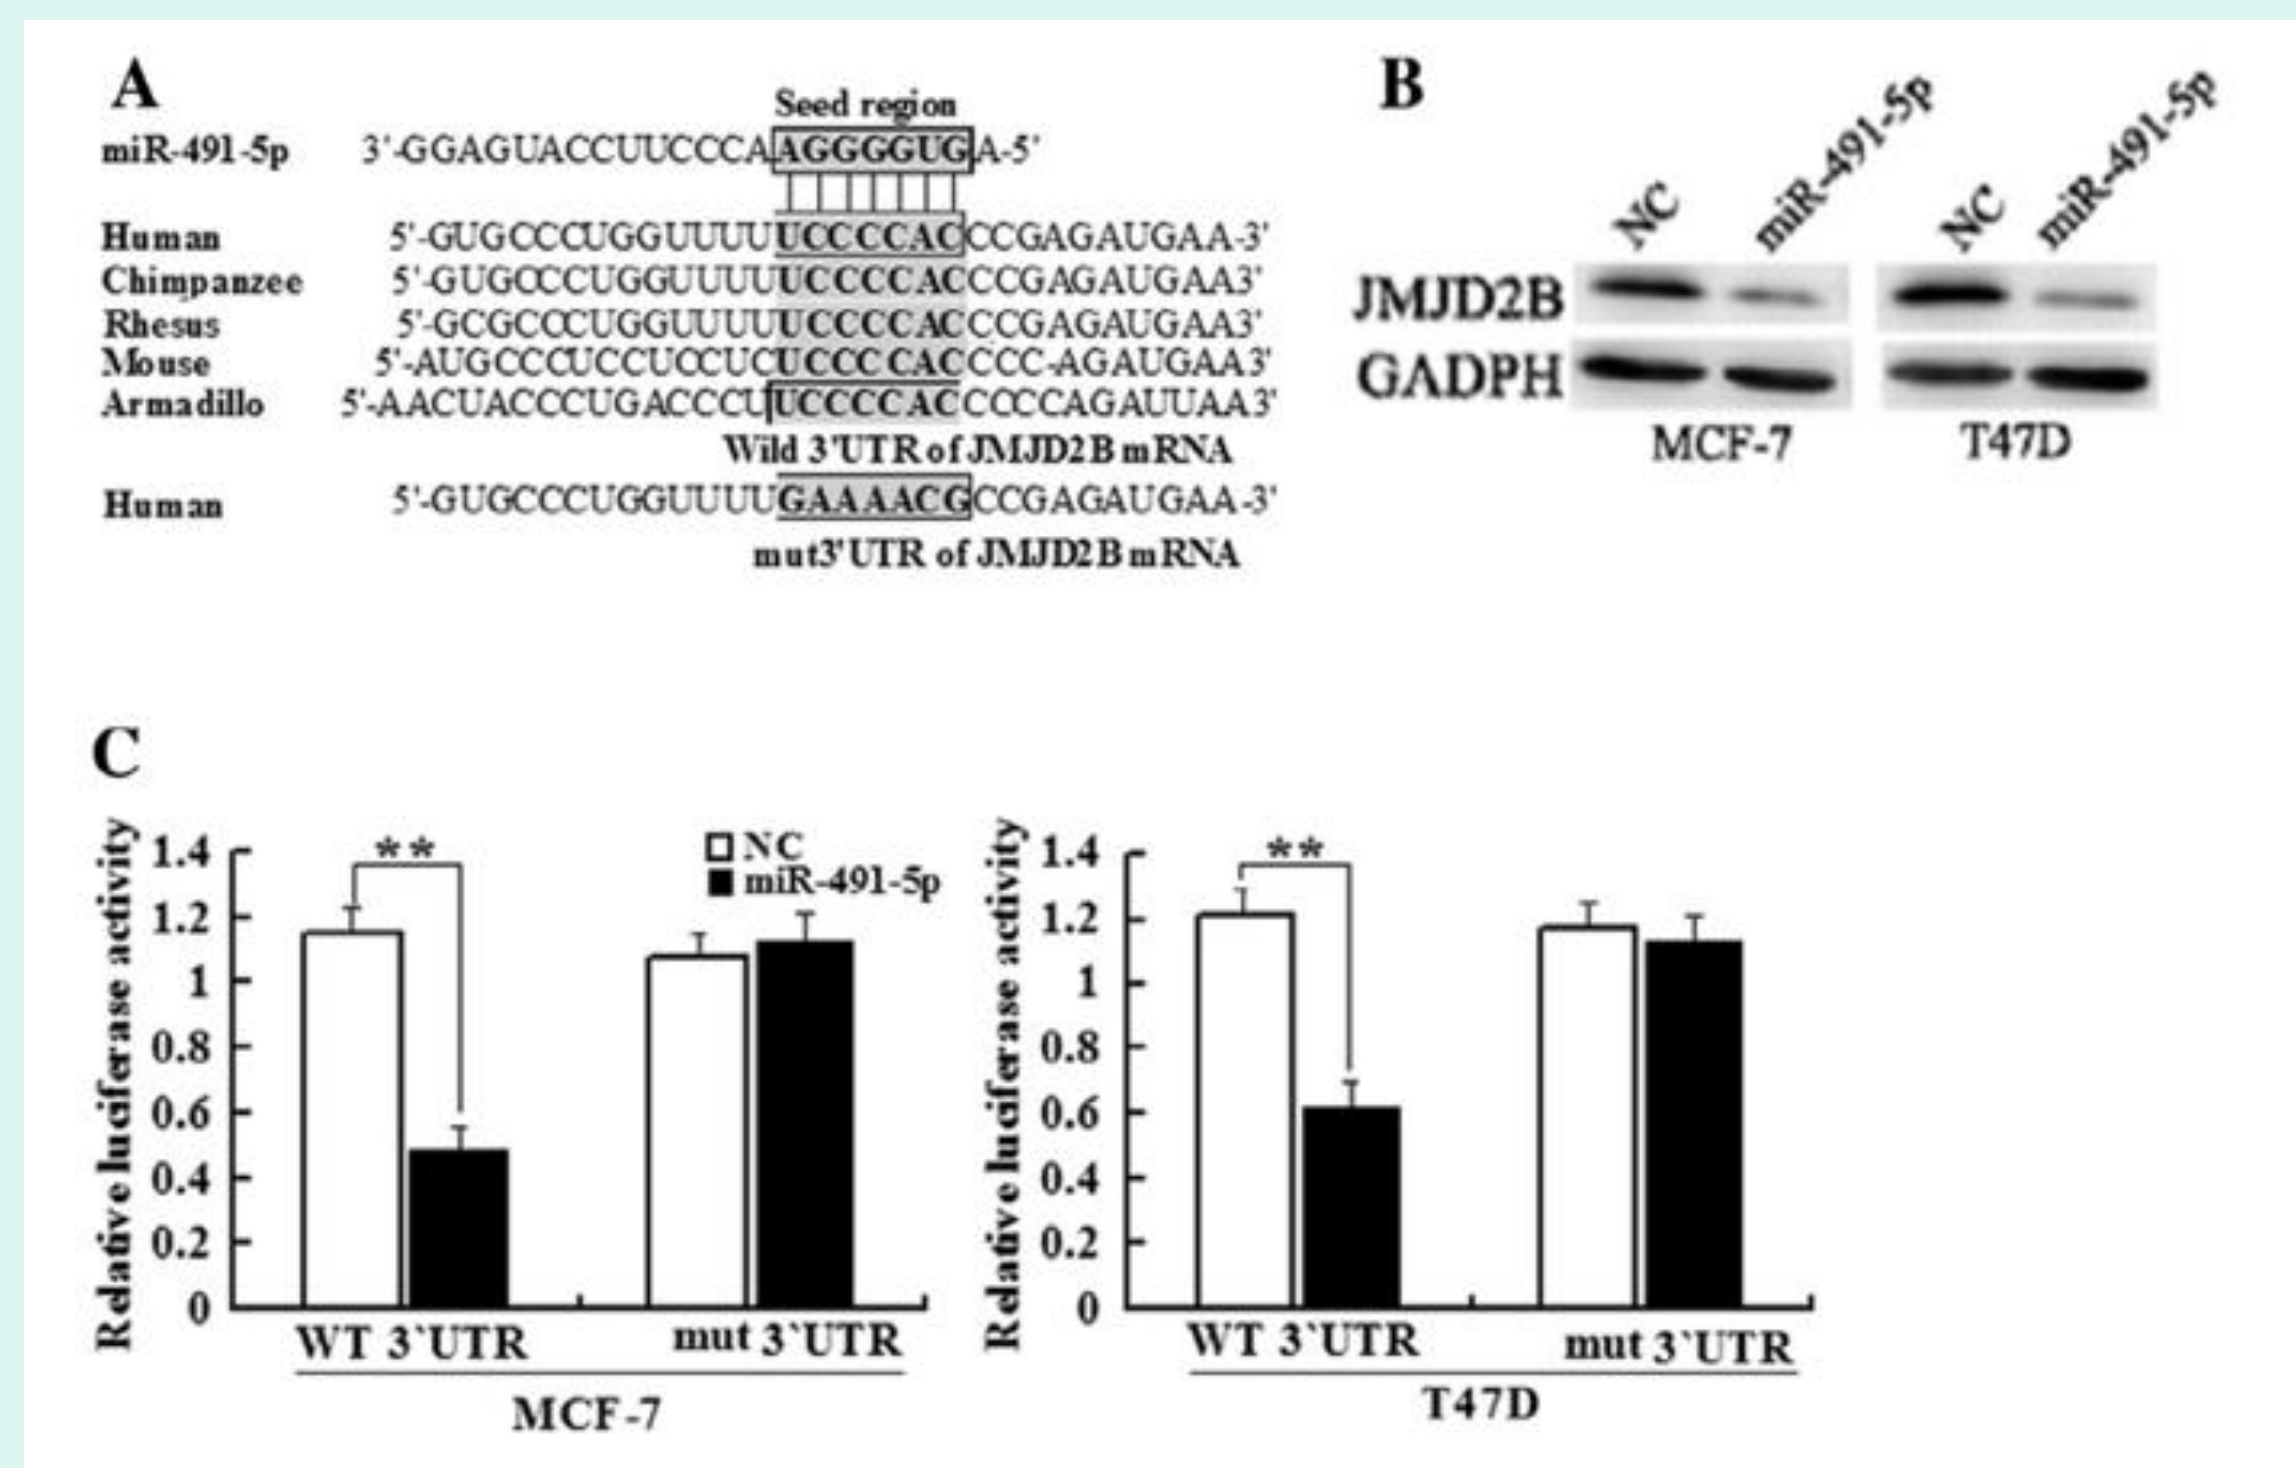 A
Seed region
miR-491-5p 3'-GGAGUACCUUCCCAAGGGGUGA-5'
Human 5'-GUGCCCUGGUUUUUCCCCACCCGAGAUGAA-3'
Chimpanzee 5'-GUGCCCUGGUUUUUCCCCACCCGAGAUGAA3'
Rhesus 5'-GCGCCCUGGUUUUUCCCCACCCGAGAUGAA3'
Mouse 5'-AUGCCCUCCUCCUCUCCCCACCCCC-AGAUGAA3'
Armadillo 5'-AACUACCCUGACCCUUCCCCACCCCCAGAUUAA3'
Wild 3'UTR of JMJD2B mRNA
Human 5'-GUGCCCUGGUUUUGAAAACGCCGAGAUGAA-3'
mut3'UTR of JMJD2B mRNA
B
NC miR-491-5p NC miR-491-5p
JMJD2B
GADPH
MCF-7 T47D
C
Relative luciferase activity
1.4
1.2
1
0.8
0.6
0.4
0.2
0
**
NC
miR-491-5p
WT 3`UTR mut 3`UTR
MCF-7
Relative luciferase activity
1.4
1.2
1
0.8
0.6
0.4
0.2
0
**
WT 3`UTR mut 3`UTR
T47D